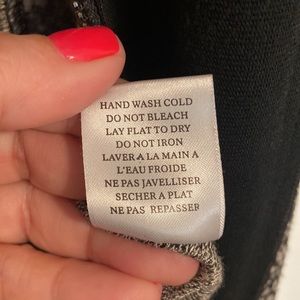 HAND WASH COLD
DO NOT BLEACH
LAY FLAT TO DRY
DO NOT IRON
LAVER A LA MAIN A
L'EAU FROIDE
NE PAS JAVELLISER
SECHER A PLAT
NE PAS REPASSER